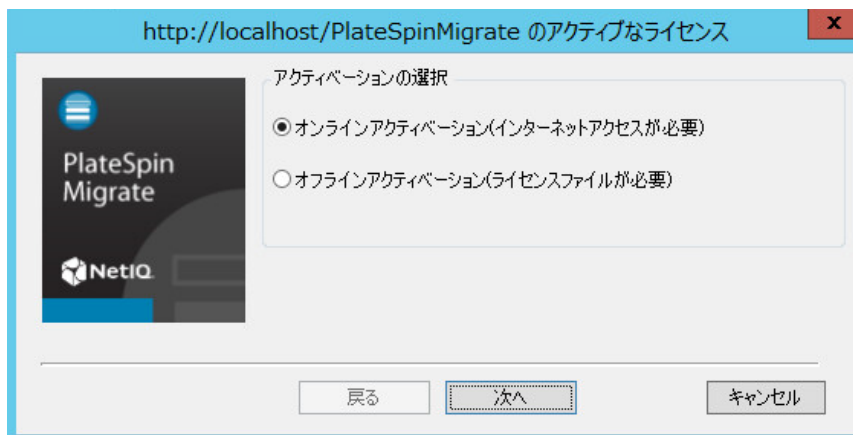 http://localhost/PlateSpinMigrate のアクティブなライセンス
x
アクティベーションの選択
オンラインアクティベーション(インターネットアクセスが必要)
オフラインアクティベーション(ライセンスファイルが必要)
PlateSpin
Migrate
NetIQ
戻る
次へ
キャンセル